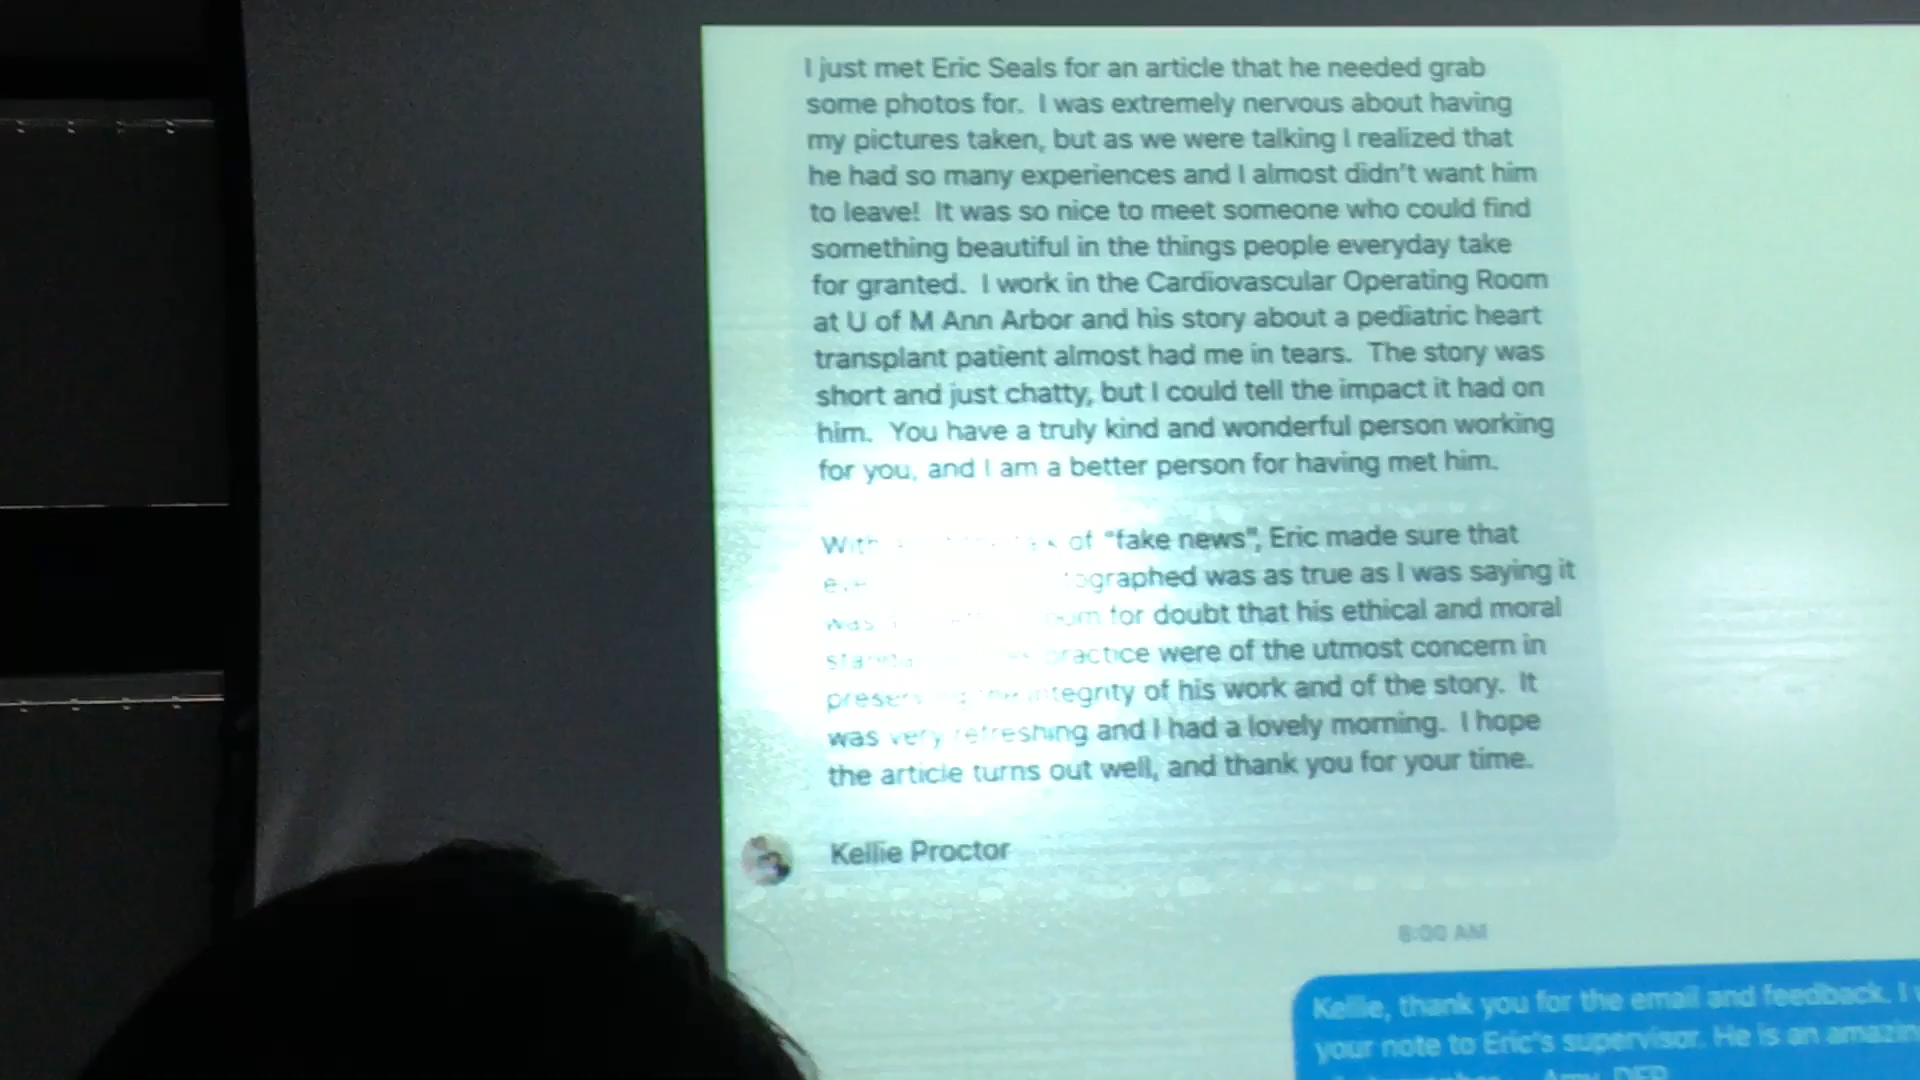 I just met Eric Seals for an article that he needed grab
some photos for. I was extremely nervous about having
my pictures taken, but as we were talking I realized that
he had so many experiences and I almost didn't want him
to leave! It was so nice to meet someone who could find
something beautiful in the things people everyday take
for granted. I work in the Cardiovascular Operating Room
at U of M Ann Arbor and his story about a pediatric heart
transplant patient almost had me in tears. The story was
short and just chatty, but I could tell the impact it had on
him. You have a truly kind and wonderful person working
for you, and I am a better person for having met him.
With of "fake news", Eric made sure that
was as true as I was saying it
was for doubt that his ethical and moral
practice were of the utmost concern in
integrity of his work and of the story. It
was very refreshing and I had a lovely morning. I hope
the article turns out well, and thank you for your time.
Kellie Proctor
8:00 AM
Kellie, thank you for the email and feedback. I
your note to Eric's supervisor. He is an
Amy, DFP